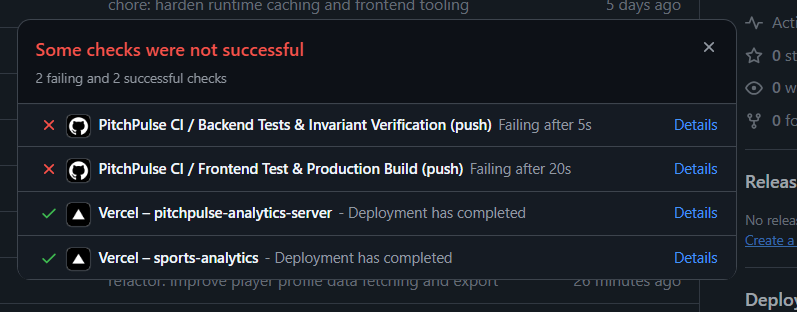 chore: harden runtime caching and frontend tooling 5 days ago
Some checks were not successful
2 failing and 2 successful checks
PitchPulse CI / Backend Tests & Invariant Verification (push) Failing after 5s Details
PitchPulse CI / Frontend Test & Production Build (push) Failing after 20s Details
Vercel – pitchpulse-analytics-server - Deployment has completed Details
Vercel – sports-analytics - Deployment has completed Details
refactor: improve player profile data fetching and export 26 minutes ago
Acti
0 st
0 w
0 fo
Releas
No relea
Create a
Deploy